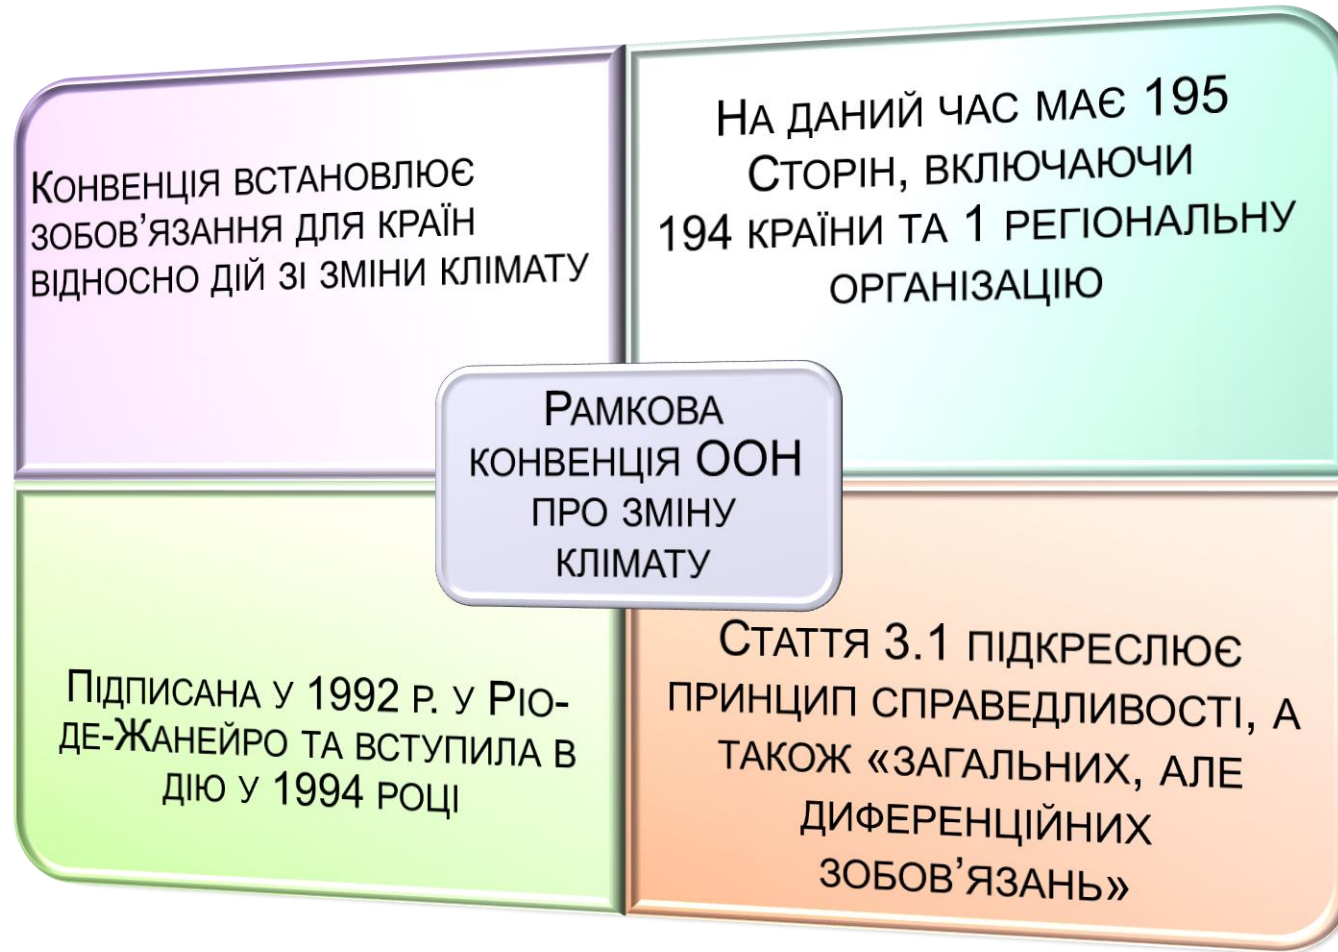 Конвенція встановлює
зобов’язання для країн
відносно дій зі зміни клімату
На даний час має 195
Сторін, включаючи
194 країни та 1 регіональну
організацію
Рамкова
конвенція ООН
про зміну
клімату
Підписана у 1992 р. у Ріо-
де-Жанейро та вступила в
дію у 1994 році
Стаття 3.1 підкреслює
принцип справедливості, а
також «загальних, але
диференційних
зобов’язань»